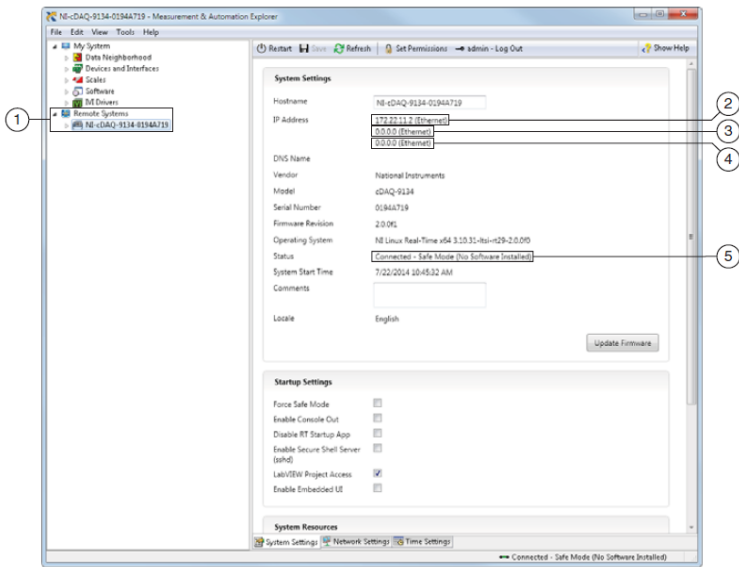 NI-cDAQ-9134-0194A719 - Measurement & Automation Explorer
File Edit View Tools Help
My System
Data Neighborhood
Devices and Interfaces
Scales
Software
IVI Drivers
Remote Systems
NI-cDAQ-9134-0194A719
1
Restart Save Refresh Set Permissions admin - Log Out Show Help
System Settings
Hostname NI-cDAQ-9134-0194A719
IP Address 172.22.11.2 (Ethernet)
2
0.0.0.0 (Ethernet)
3
0.0.0.0 (Ethernet)
4
DNS Name
Vendor National Instruments
Model cDAQ-9134
Serial Number 0194A719
Firmware Revision 2.0.0f1
Operating System NI Linux Real-Time x64 3.10.31-ltsi-rt29-2.0.0f0
Status Connected - Safe Mode (No Software Installed)
5
System Start Time 7/22/2014 10:45:32 AM
Comments
Locale English
Update Firmware
Startup Settings
Force Safe Mode
Enable Console Out
Disable RT Startup App
Enable Secure Shell Server
(sshd)
LabVIEW Project Access
Enable Embedded UI
System Resources
System Settings Network Settings Time Settings
Connected - Safe Mode (No Software Installed)